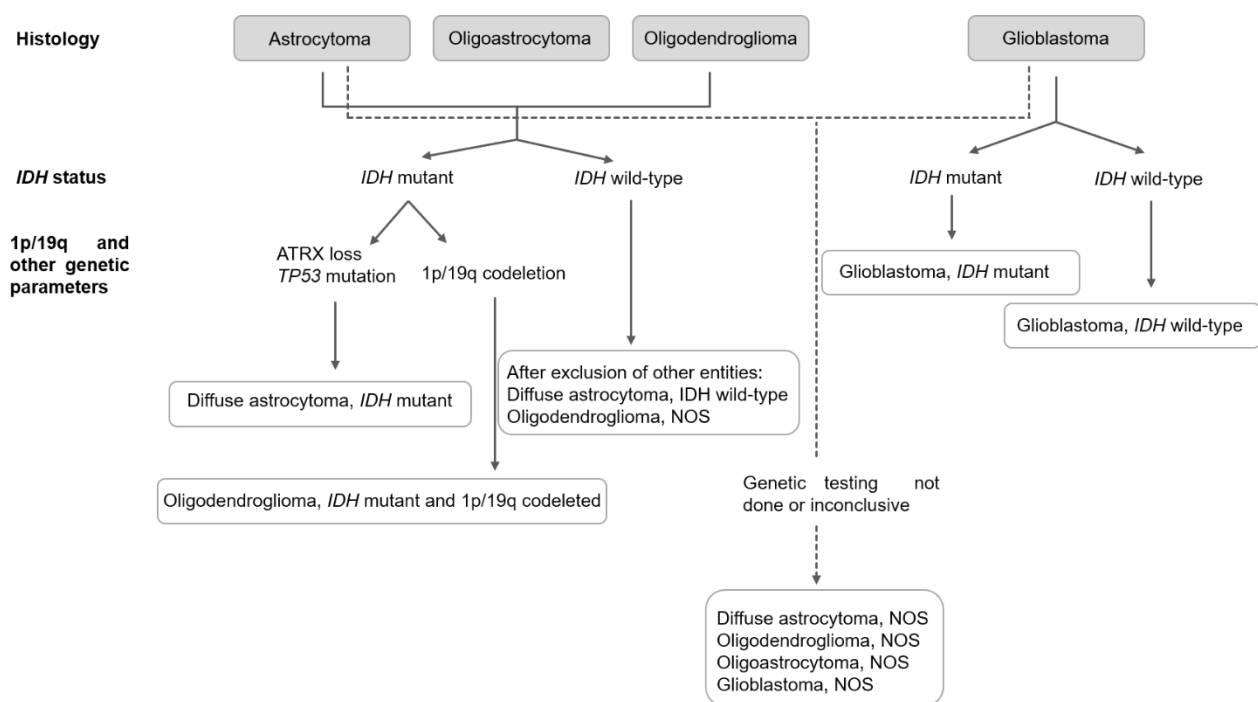 Histology
Astrocytoma
Oligoastrocytoma
Oligodendroglioma
Glioblastoma
IDH status
IDH mutant
IDH wild-type
IDH mutant
IDH wild-type
1p/19q and
other genetic
parameters
ATRX loss
TP53 mutation
1p/19q codeletion
Glioblastoma, IDH mutant
Glioblastoma, IDH wild-type
Diffuse astrocytoma, IDH mutant
After exclusion of other entities:
Diffuse astrocytoma, IDH wild-type
Oligodendroglioma, NOS
Oligodendroglioma, IDH mutant and 1p/19q codeleted
Genetic testing not
done or inconclusive
Diffuse astrocytoma, NOS
Oligodendroglioma, NOS
Oligoastrocytoma, NOS
Glioblastoma, NOS